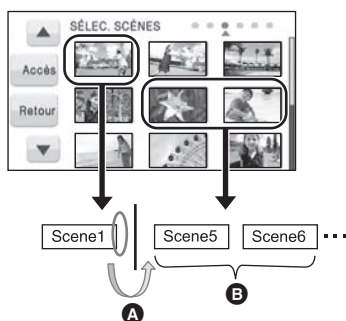 SÉLEC. SCÈNES
Accès
Retour
Scene1
Scene5
Scene6
A
B